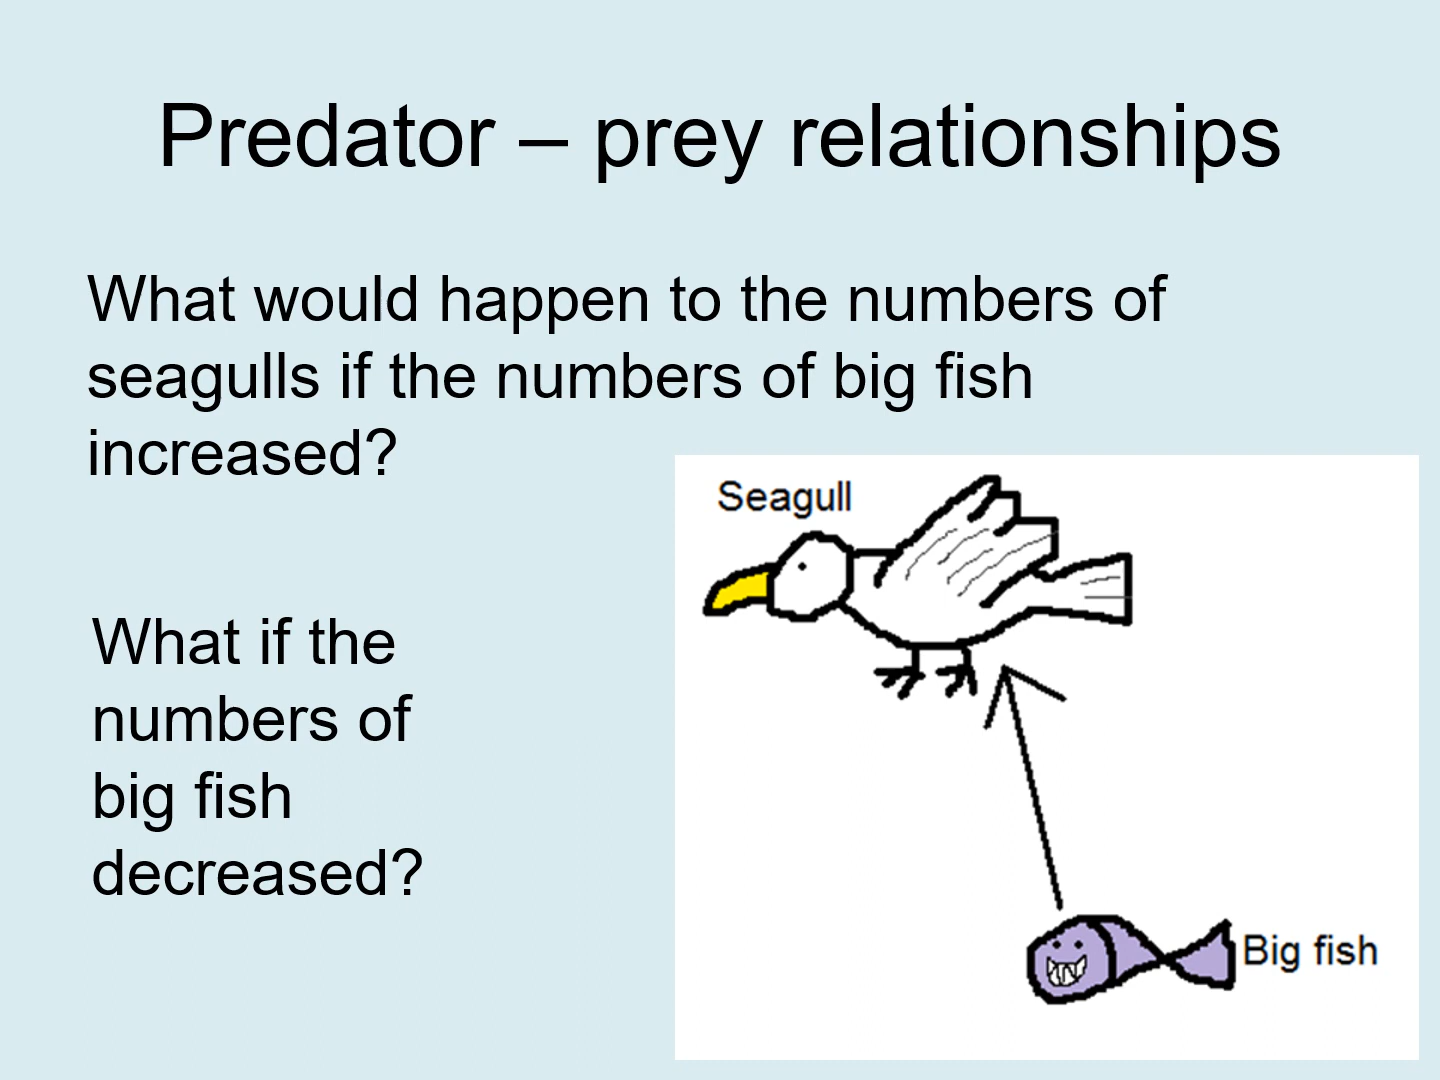 Predator – prey relationships
What would happen to the numbers of
seagulls if the numbers of big fish
increased?
Seagull
What if the
numbers of
big fish
decreased?
Big fish